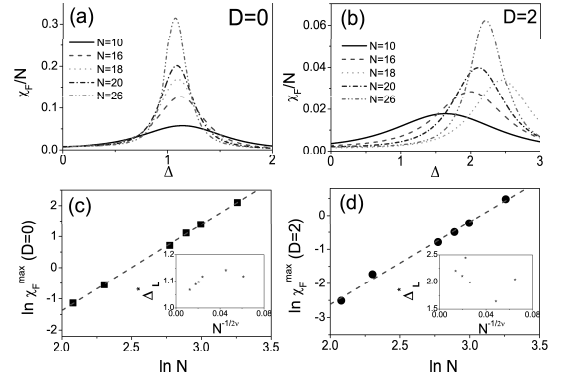 (a) D=0
0.3
0.2
0.1
0.0
χF/N
N=10
N=16
N=18
N=20
N=26
0 1 2
Δ
(b) D=2
0.06
0.04
0.02
0.00
χF/N
N=10
N=16
N=18
N=20
N=26
0 1 2 3
Δ
(c)
2
1
0
-1
-2
ln χF^max (D=0)
2.0 2.5 3.0 3.5
ln N
1.2
1.1
1.0
Δ*L
0.00 0.04 0.08
N^-1/2ν
(d)
0
-1
-2
-3
ln χF^max (D=2)
2.0 2.5 3.0 3.5
ln N
2.5
2.0
1.5
Δ*L
0.00 0.04 0.08
N^-1/2ν